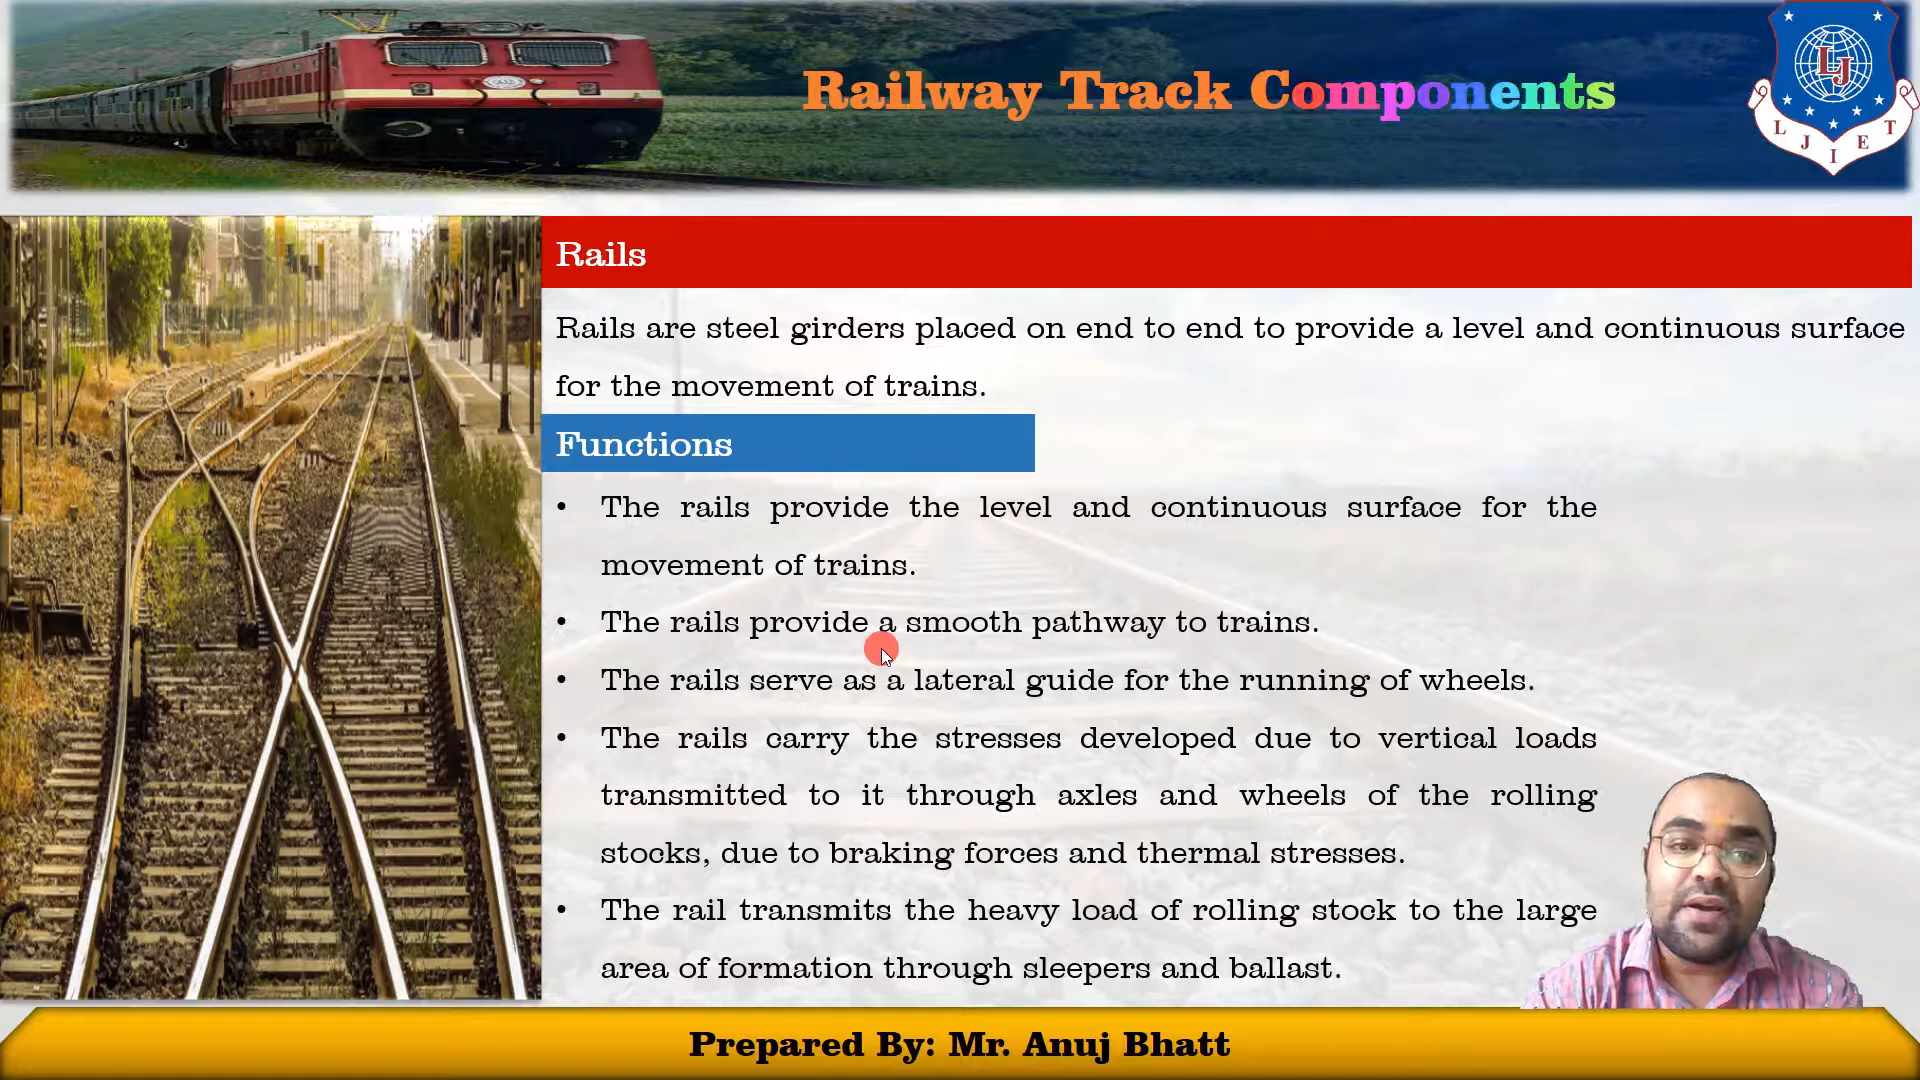 Railway Track Components
LJ
L J I E T
Rails
Rails are steel girders placed on end to end to provide a level and continuous surface
for the movement of trains.
Functions
• The rails provide the level and continuous surface for the
movement of trains.
• The rails provide a smooth pathway to trains.
• The rails serve as a lateral guide for the running of wheels.
• The rails carry the stresses developed due to vertical loads
transmitted to it through axles and wheels of the rolling
stocks, due to braking forces and thermal stresses.
• The rail transmits the heavy load of rolling stock to the large
area of formation through sleepers and ballast.
Prepared By: Mr. Anuj Bhatt